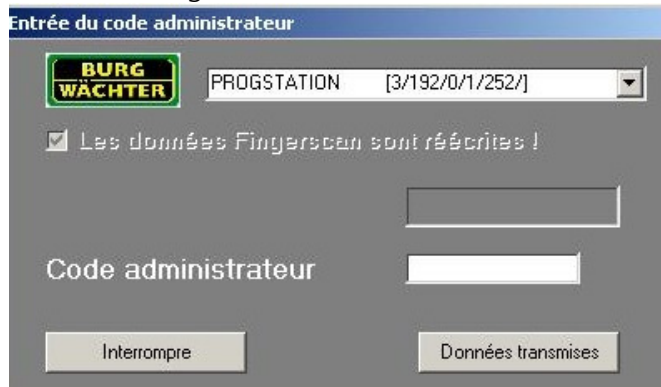 Entrée du code administrateur
BURG
WÄCHTER
PROGSTATION [3/192/0/1/252/]
Les données Fingerscan sont réécrites !
Code administrateur
Interrompre
Données transmises